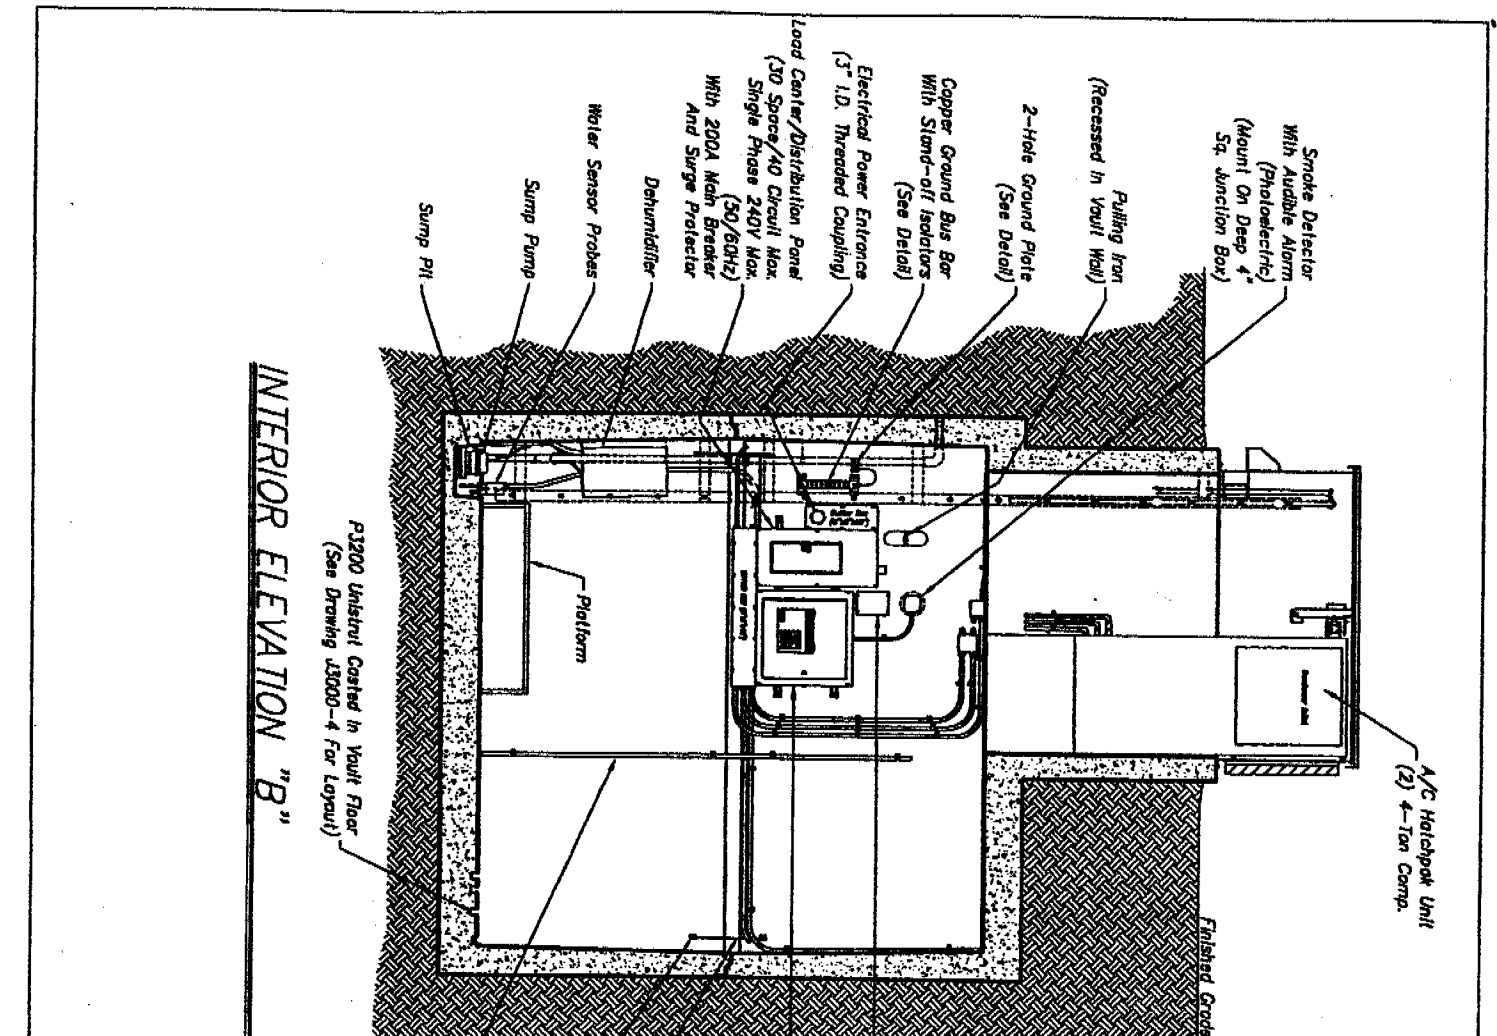 Smoke Detector
With Audible Alarm
(Photoelectric)
(Mount On Deep 4"
Sq. Junction Box)
Pulling Iron
(Recessed In Vault Wall)
2-Hole Ground Plate
(See Detail)
Copper Ground Bus Bar
With Stand-off Isolators
(See Detail)
Electrical Power Entrance
(3" I.D. Threaded Coupling)
Load Center/Distribution Panel
(30 Space/40 Circuit Max.
Single Phase 240V Max.
(50/60Hz)
With 200A Main Breaker
And Surge Protector
Dehumidifier
Water Sensor Probes
Sump Pump
Sump Pit
A/C Hatchpak Unit
(2) 4-Ton Comp.
Finished Grade
Platform
P3200 Unistrut Casted In Vault Floor
(See Drawing J3000-4 For Layout)
INTERIOR ELEVATION "B"